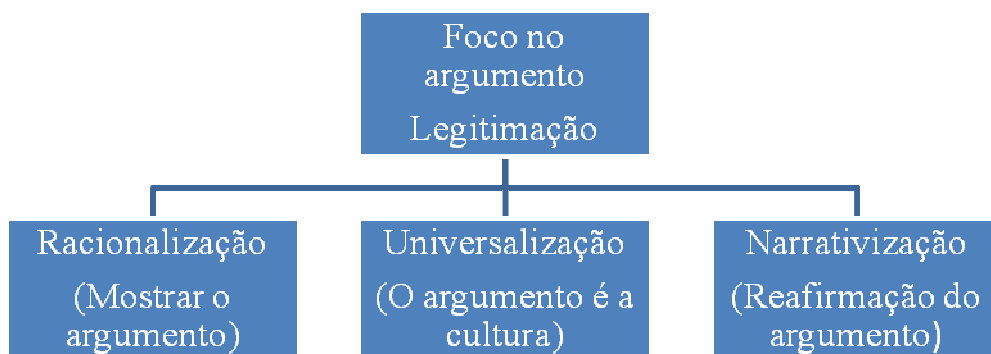 Foco no
argumento
Legitimação
Racionalização
(Mostrar o
argumento)
Universalização
(O argumento é a
cultura)
Narrativização
(Reafirmação do
argumento)